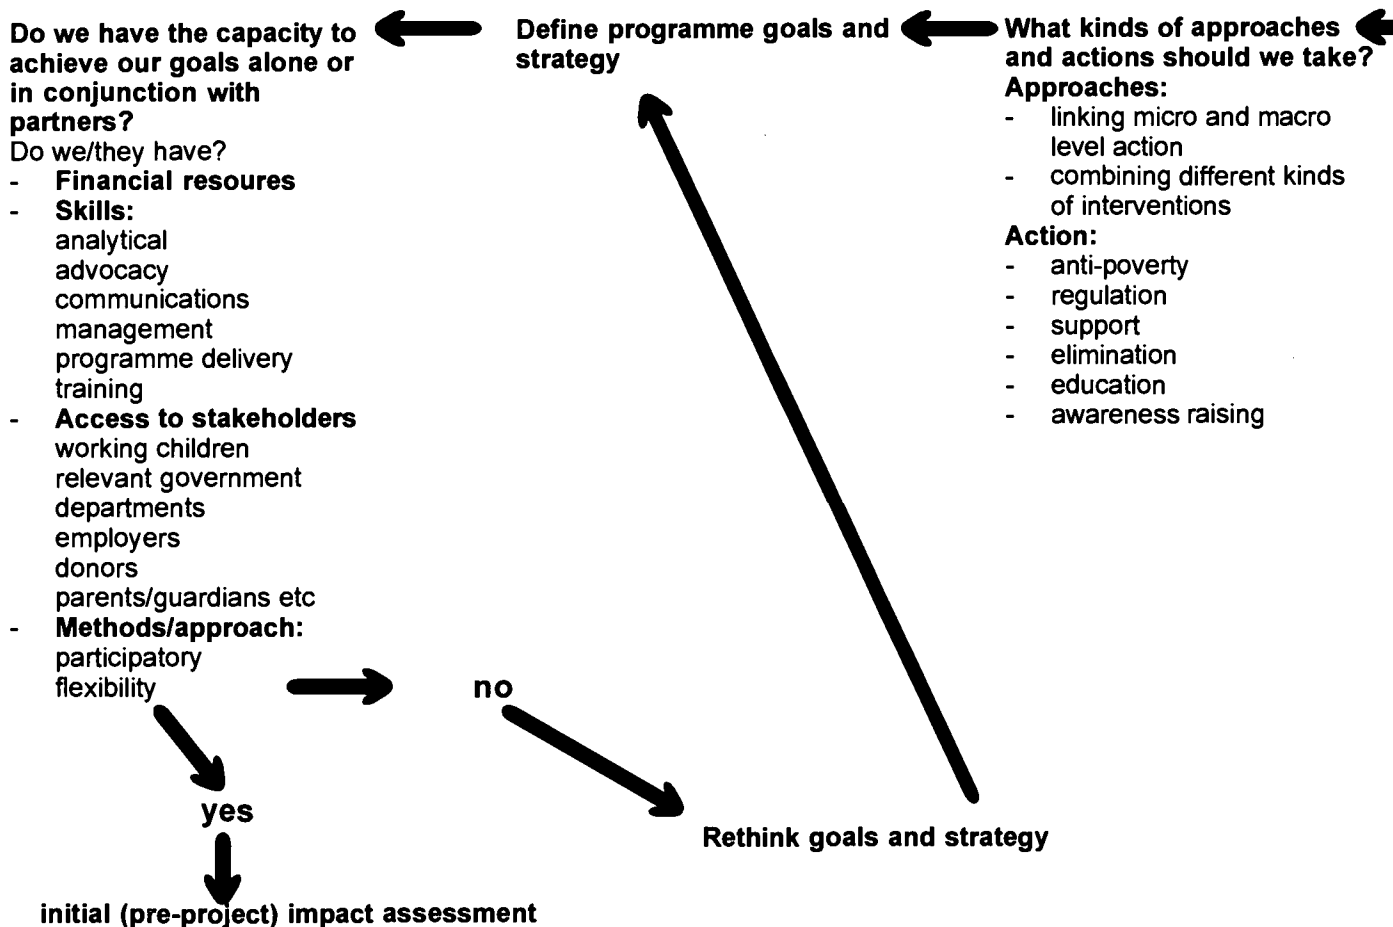 Do we have the capacity to
achieve our goals alone or
in conjunction with
partners?
Do we/they have?
- Financial resoures
- Skills:
analytical
advocacy
communications
management
programme delivery
training
- Access to stakeholders
working children
relevant government
departments
employers
donors
parents/guardians etc
- Methods/approach:
participatory
flexibility
Define programme goals and
strategy
What kinds of approaches
and actions should we take?
Approaches:
- linking micro and macro
level action
- combining different kinds
of interventions
Action:
- anti-poverty
- regulation
- support
- elimination
- education
- awareness raising
no
yes
Rethink goals and strategy
initial (pre-project) impact assessment